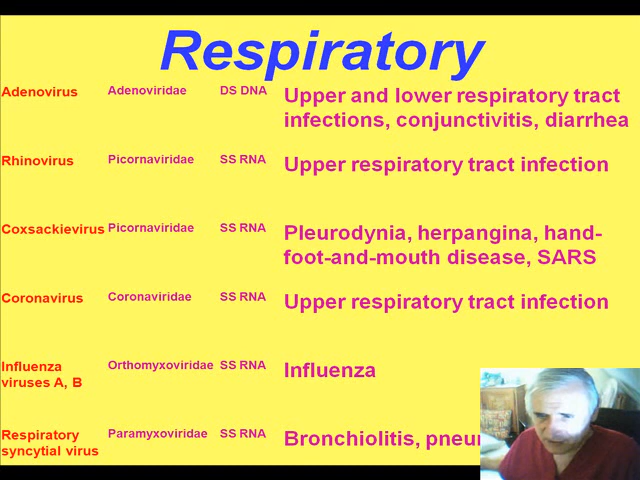 Respiratory
Adenovirus Adenoviridae DS DNA Upper and lower respiratory tract
infections, conjunctivitis, diarrhea
Rhinovirus Picornaviridae SS RNA Upper respiratory tract infection
Coxsackievirus Picornaviridae SS RNA Pleurodynia, herpangina, hand-
foot-and-mouth disease, SARS
Coronavirus Coronaviridae SS RNA Upper respiratory tract infection
Influenza Orthomyxoviridae SS RNA Influenza
viruses A, B
Respiratory Paramyxoviridae SS RNA Bronchiolitis,
syncytial virus